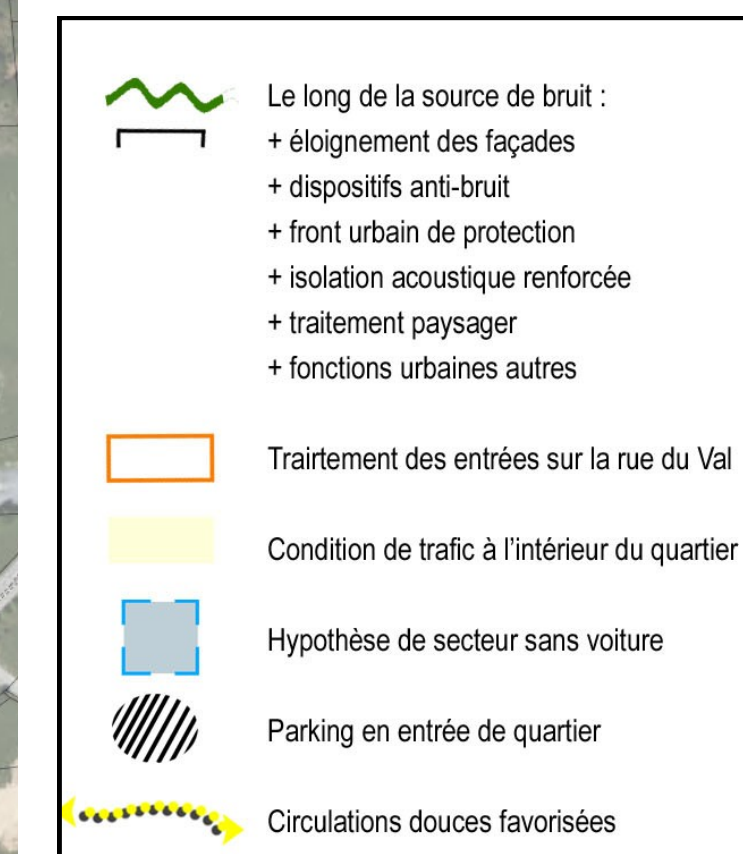 Le long de la source de bruit :
+ éloignement des façades
+ dispositifs anti-bruit
+ front urbain de protection
+ isolation acoustique renforcée
+ traitement paysager
+ fonctions urbaines autres
Trairtement des entrées sur la rue du Val
Condition de trafic à l'intérieur du quartier
Hypothèse de secteur sans voiture
Parking en entrée de quartier
Circulations douces favorisées